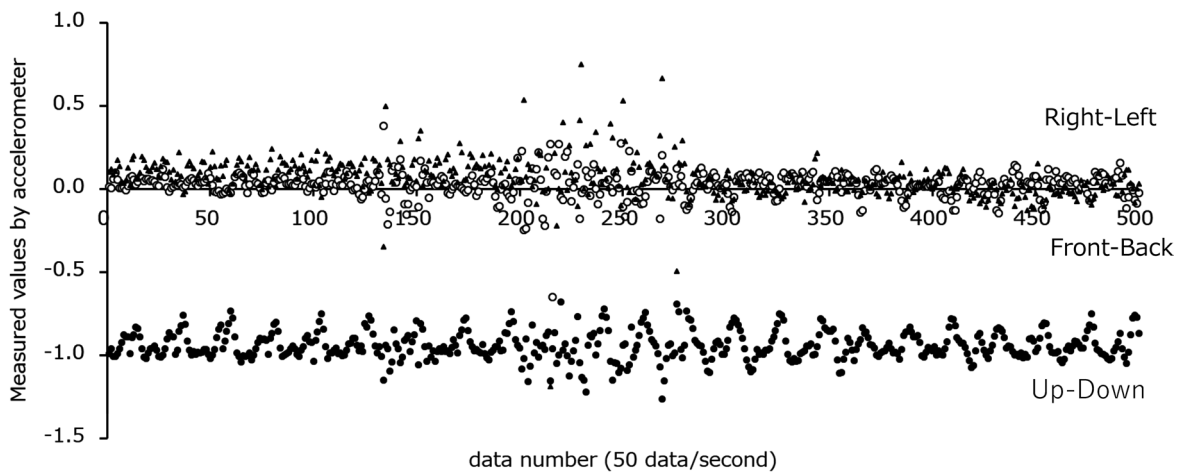 Measured values by accelerometer
1.0
0.5
0.0
-0.5
-1.0
-1.5
0 50 100 150 200 250 300 350 400 450 500
Right-Left
Front-Back
Up-Down
data number (50 data/second)